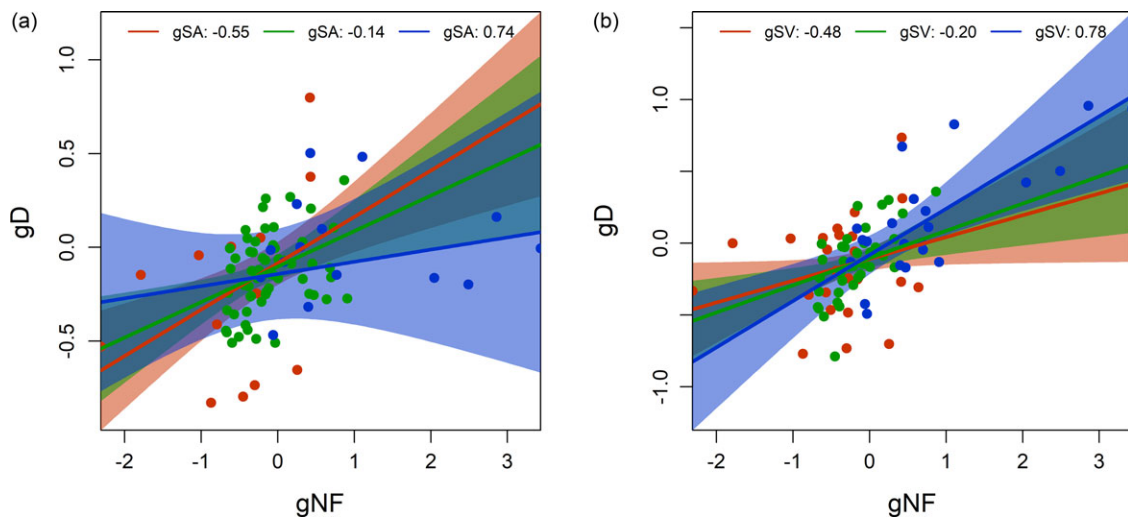 (a)
gSA: -0.55 gSA: -0.14 gSA: 0.74
1.0
0.5
0.0
-0.5
gD
-2 -1 0 1 2 3
gNF
(b)
gSV: -0.48 gSV: -0.20 gSV: 0.78
1.0
0.0
-1.0
gD
-2 -1 0 1 2 3
gNF